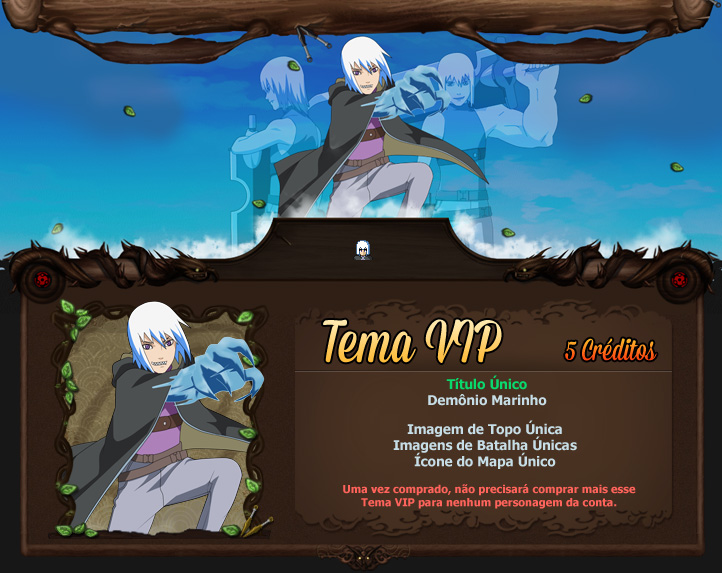 Tema VIP
5 Créditos
Título Único
Demônio Marinho
Imagem de Topo Única
Imagens de Batalha Únicas
Ícone do Mapa Único
Uma vez comprado, não precisará comprar mais esse
Tema VIP para nenhum personagem da conta.